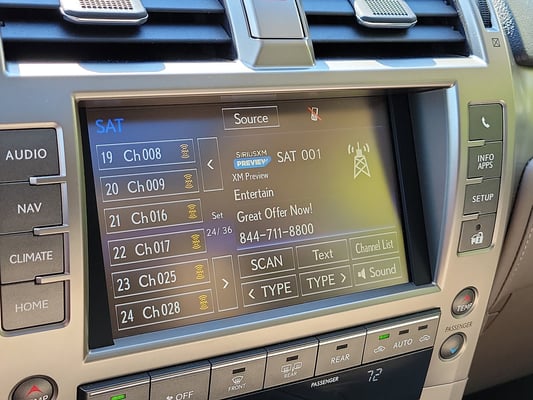 SAT
Source
19 Ch008
20 Ch009
21 Ch016
22 Ch017
23 Ch025
24 Ch028
<
Set
24/36
>
SIRIUSXM
PREVIEW
SAT 001
XM Preview
Entertain
Great Offer Now!
844-711-8800
SCAN
Text
Channel List
< TYPE
TYPE >
Sound
AUDIO
NAV
CLIMATE
HOME
INFO
APPS
SETUP
TEMP
PASSENGER
TEMP
OFF
FRONT
REAR
REAR
AUTO
PASSENGER
72